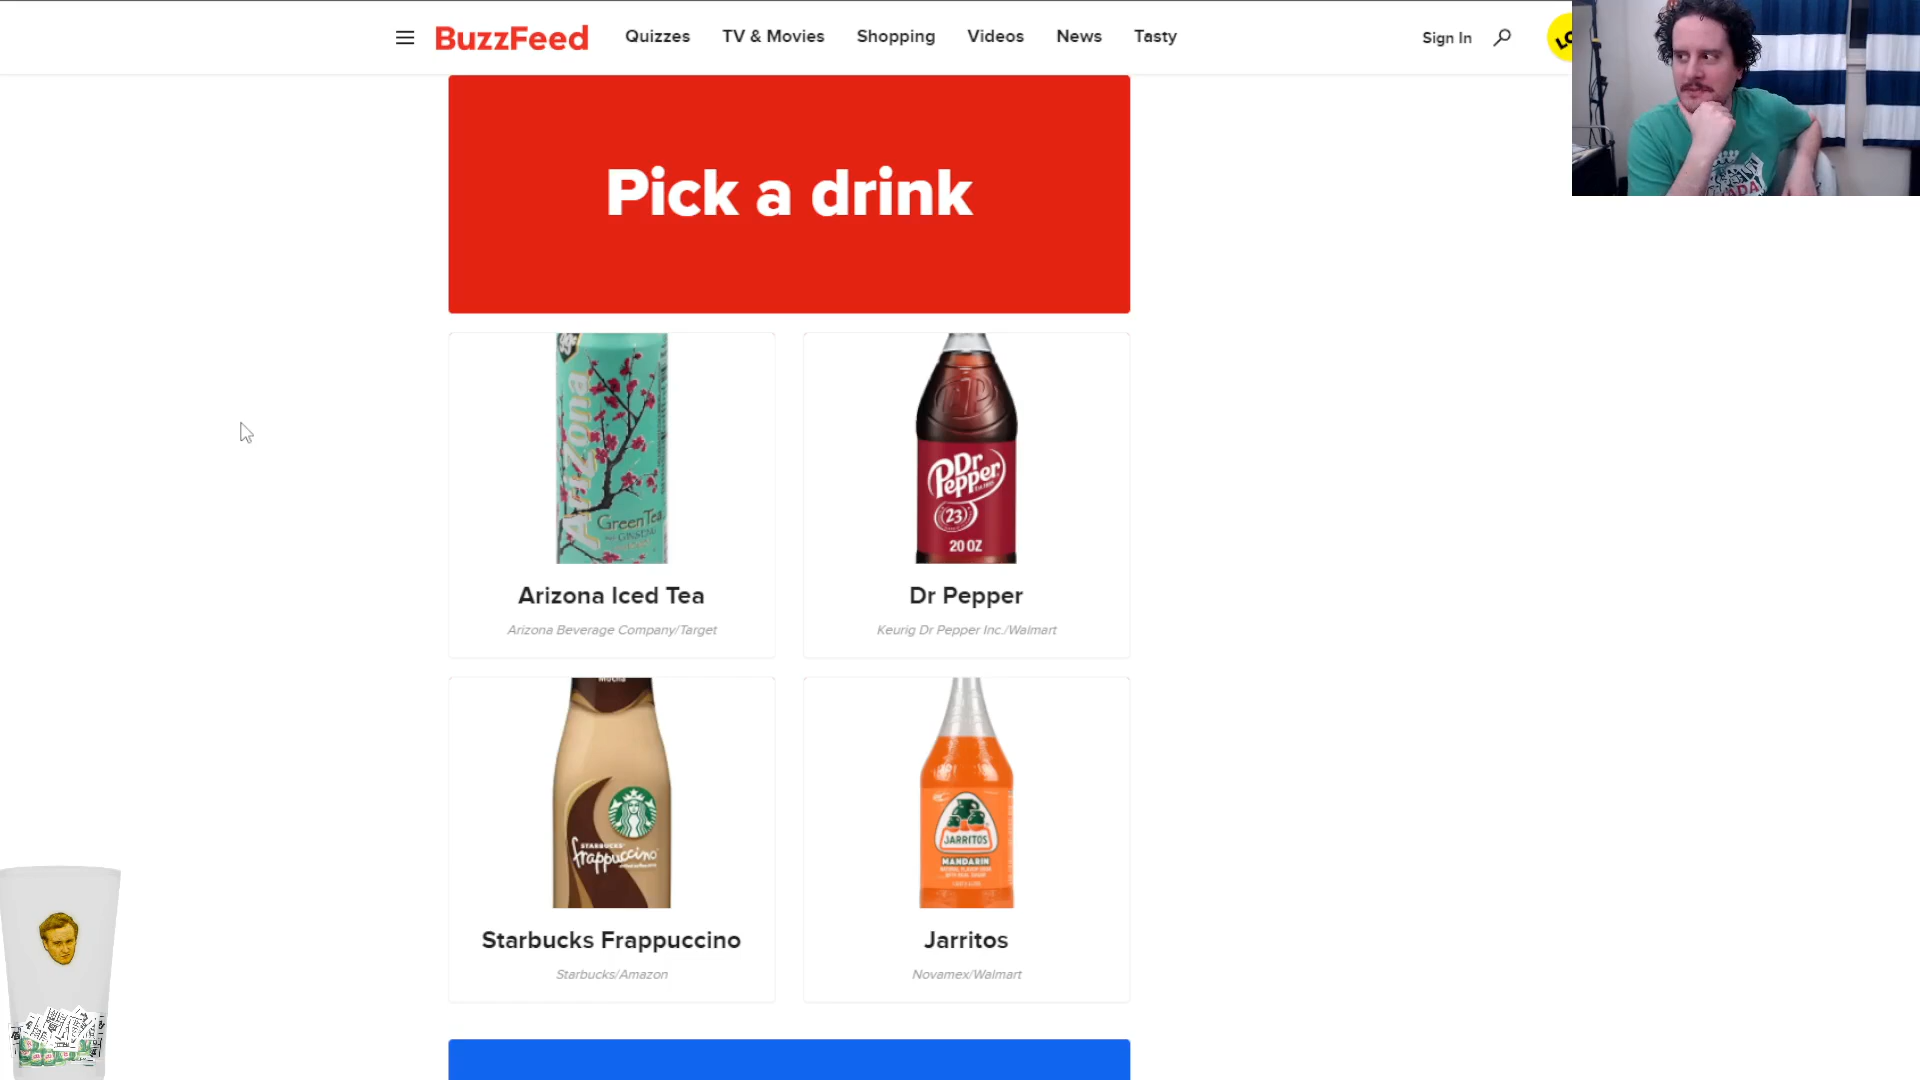 BuzzFeed Quizzes TV & Movies Shopping Videos News Tasty Sign In
Pick a drink
AriZona
Green Tea
Dr
Pepper
23
20 OZ
Arizona Iced Tea
Dr Pepper
Arizona Beverage Company/Target
Keurig Dr Pepper Inc./Walmart
Mocha
STARBUCKS
frappuccino
JARRITOS
MANDARIN
Starbucks Frappuccino
Jarritos
Starbucks/Amazon
Novamex/Walmart